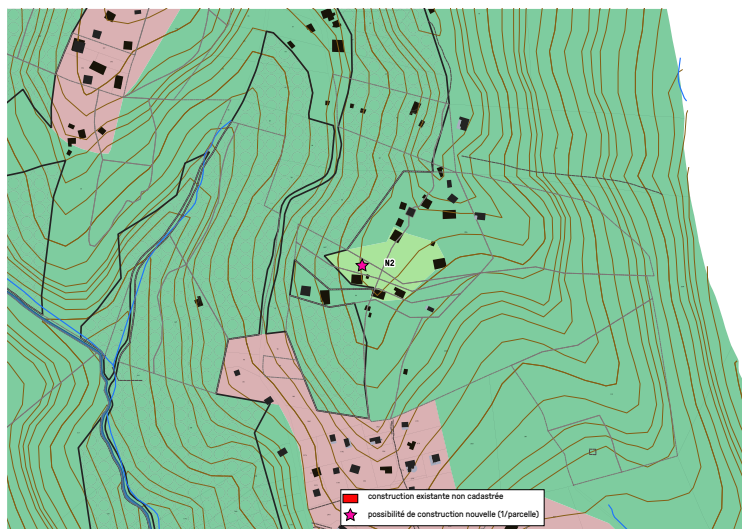 N2
construction existante non cadastrée
possibilité de construction nouvelle (1/parcelle)